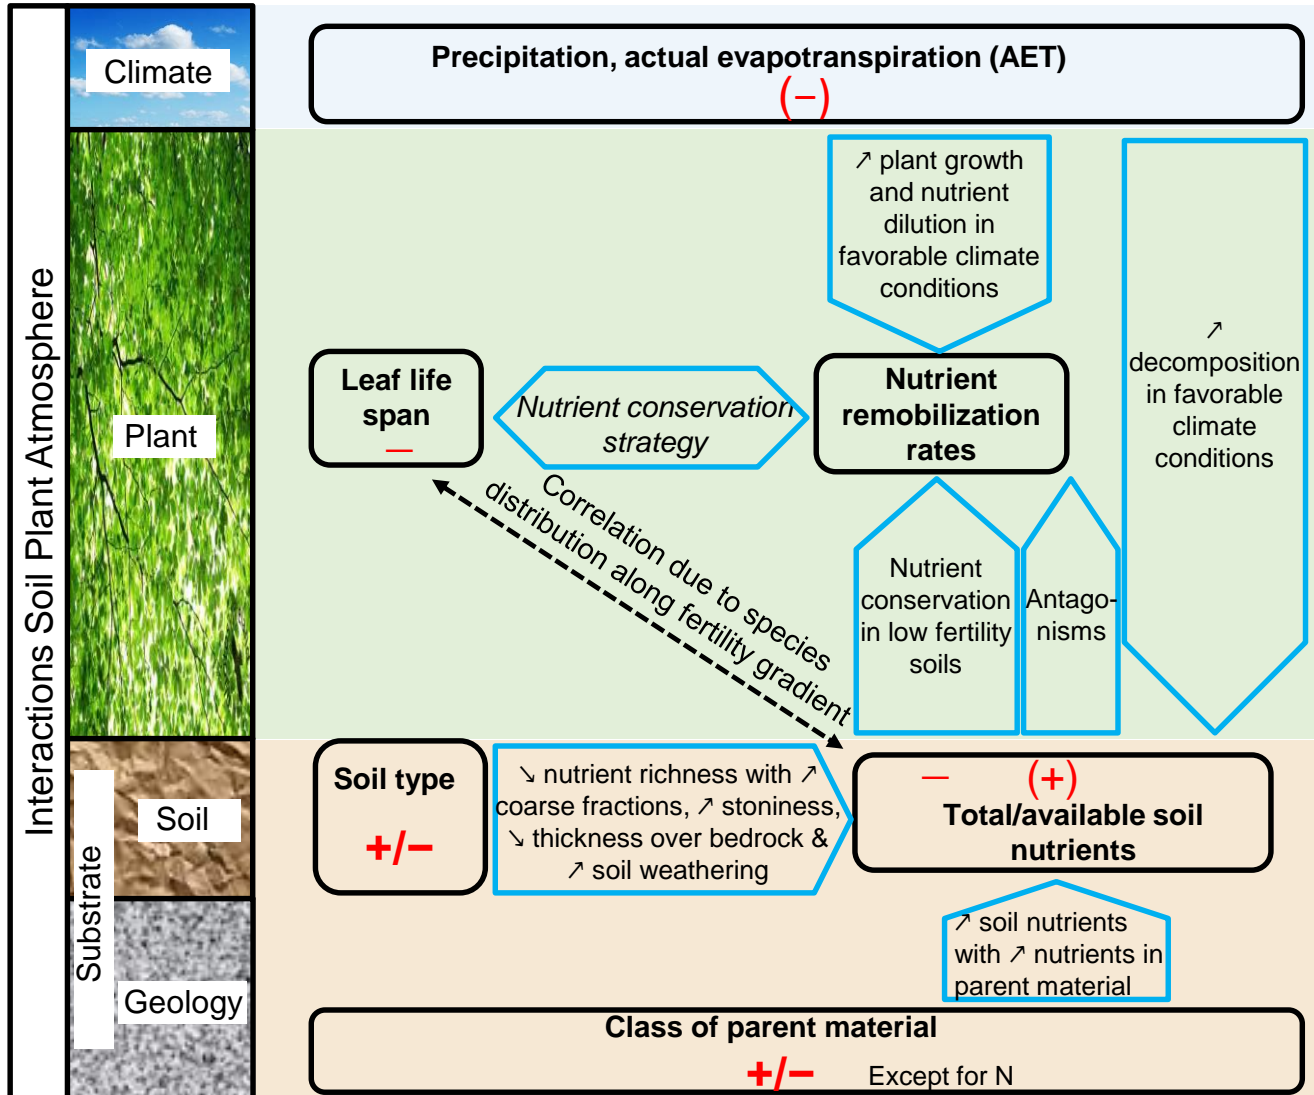 Interactions Soil Plant Atmosphere
Climate
Precipitation, actual evapotranspiration (AET)
(−)
Plant
↗ plant growth
and nutrient
dilution in
favorable climate
conditions
↗
decomposition
in favorable
climate
conditions
Leaf life
span
−
Nutrient conservation
strategy
Nutrient
remobilization
rates
Correlation due to species
distribution along fertility gradient
Nutrient
conservation
in low fertility
soils
Antago-
nisms
Substrate
Soil
Soil type
+/−
↘ nutrient richness with ↗
coarse fractions, ↗ stoniness,
↘ thickness over bedrock &
↗ soil weathering
− (+)
Total/available soil
nutrients
Geology
↗ soil nutrients
with ↗ nutrients in
parent material
Class of parent material
+/− Except for N